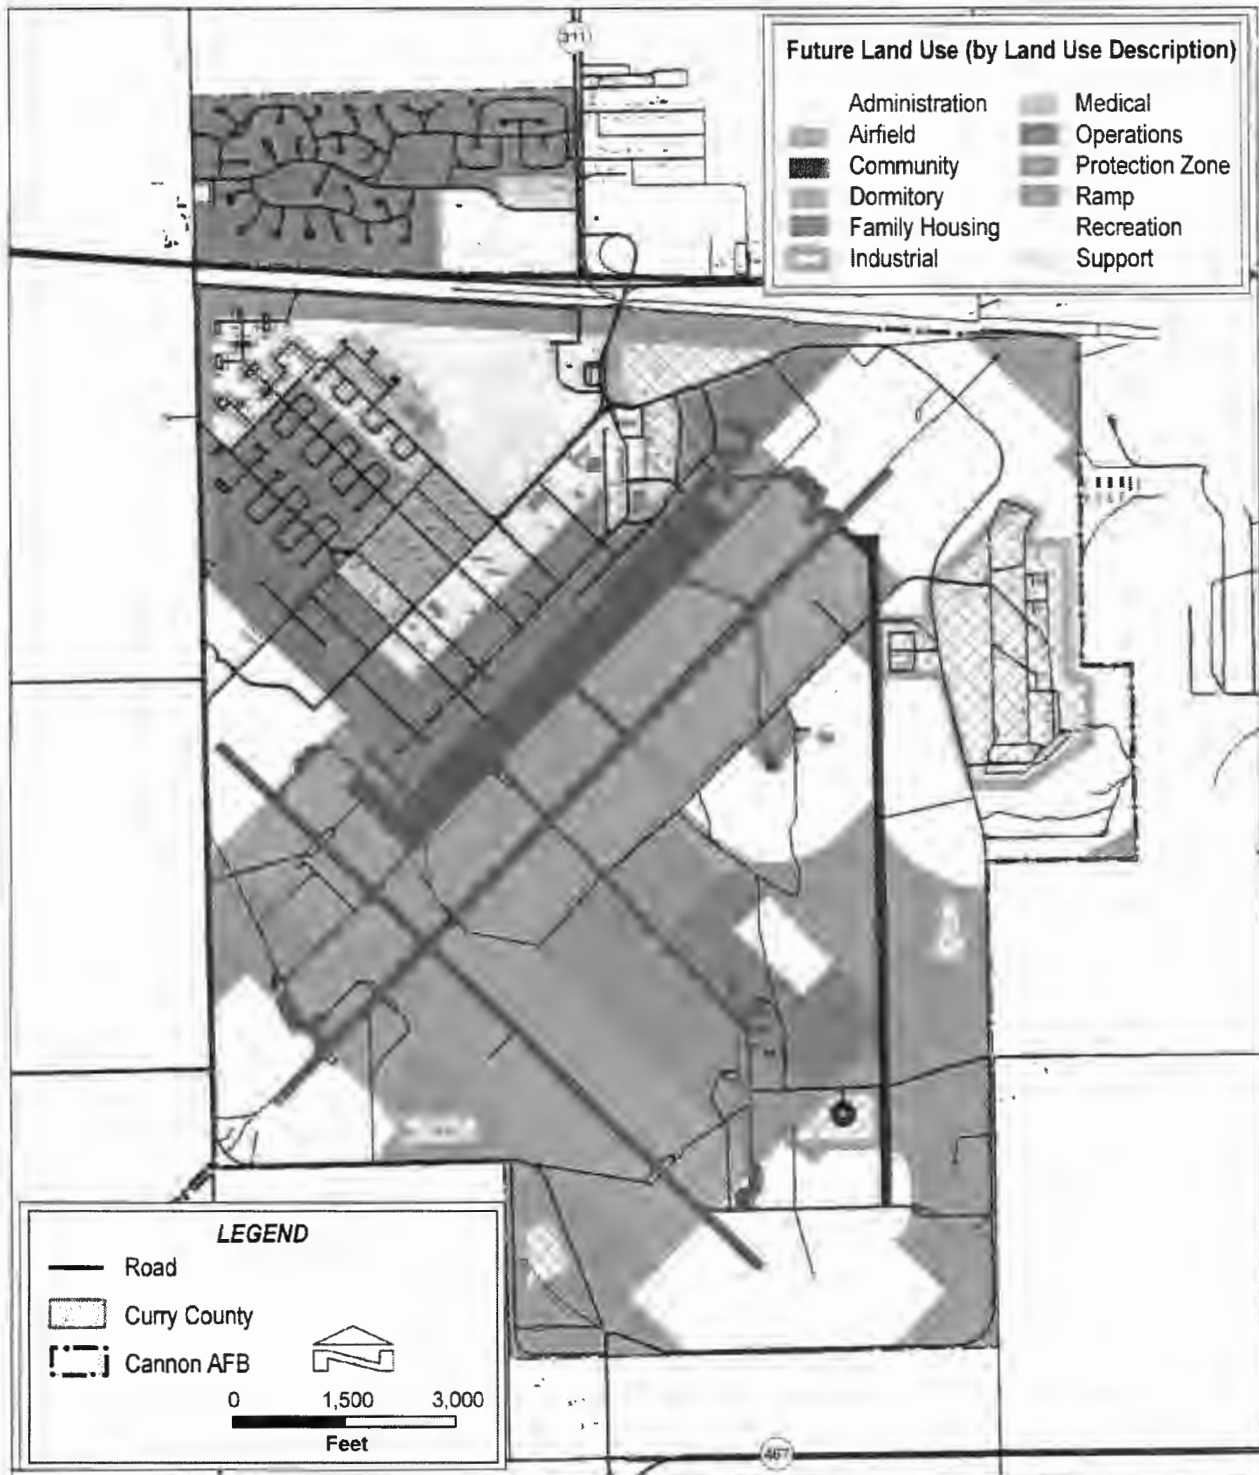 311
Future Land Use (by Land Use Description)
Administration
Airfield
Community
Dormitory
Family Housing
Industrial
Medical
Operations
Protection Zone
Ramp
Recreation
Support
LEGEND
Road
Curry County
Cannon AFB
0 1,500 3,000
Feet
467